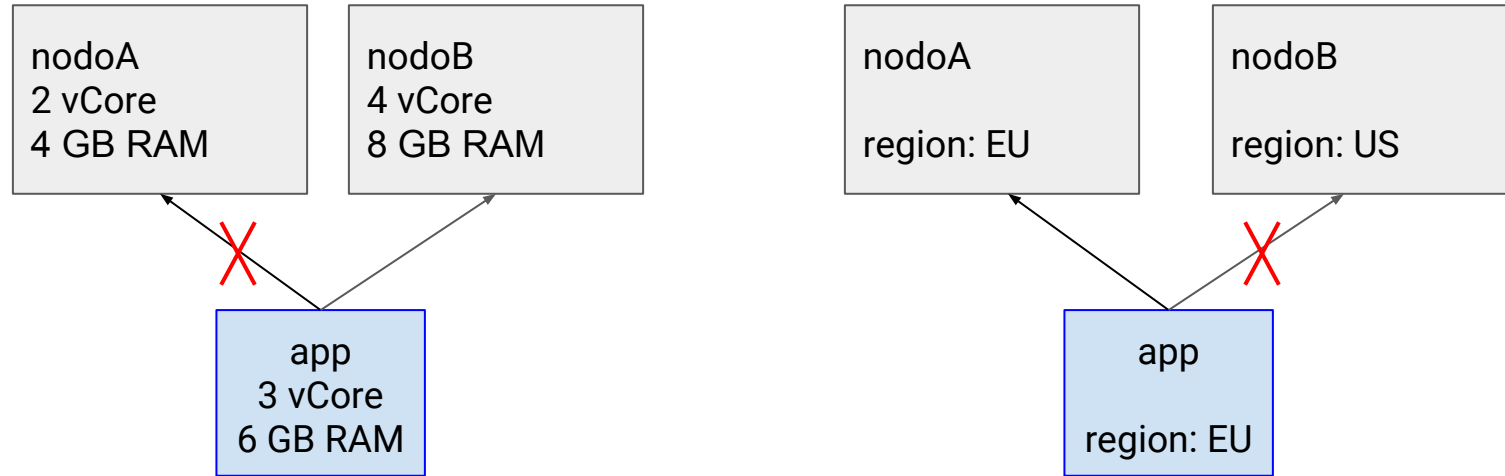 nodoA
2 vCore
4 GB RAM
nodoB
4 vCore
8 GB RAM
app
3 vCore
6 GB RAM
nodoA
region: EU
nodoB
region: US
app
region: EU